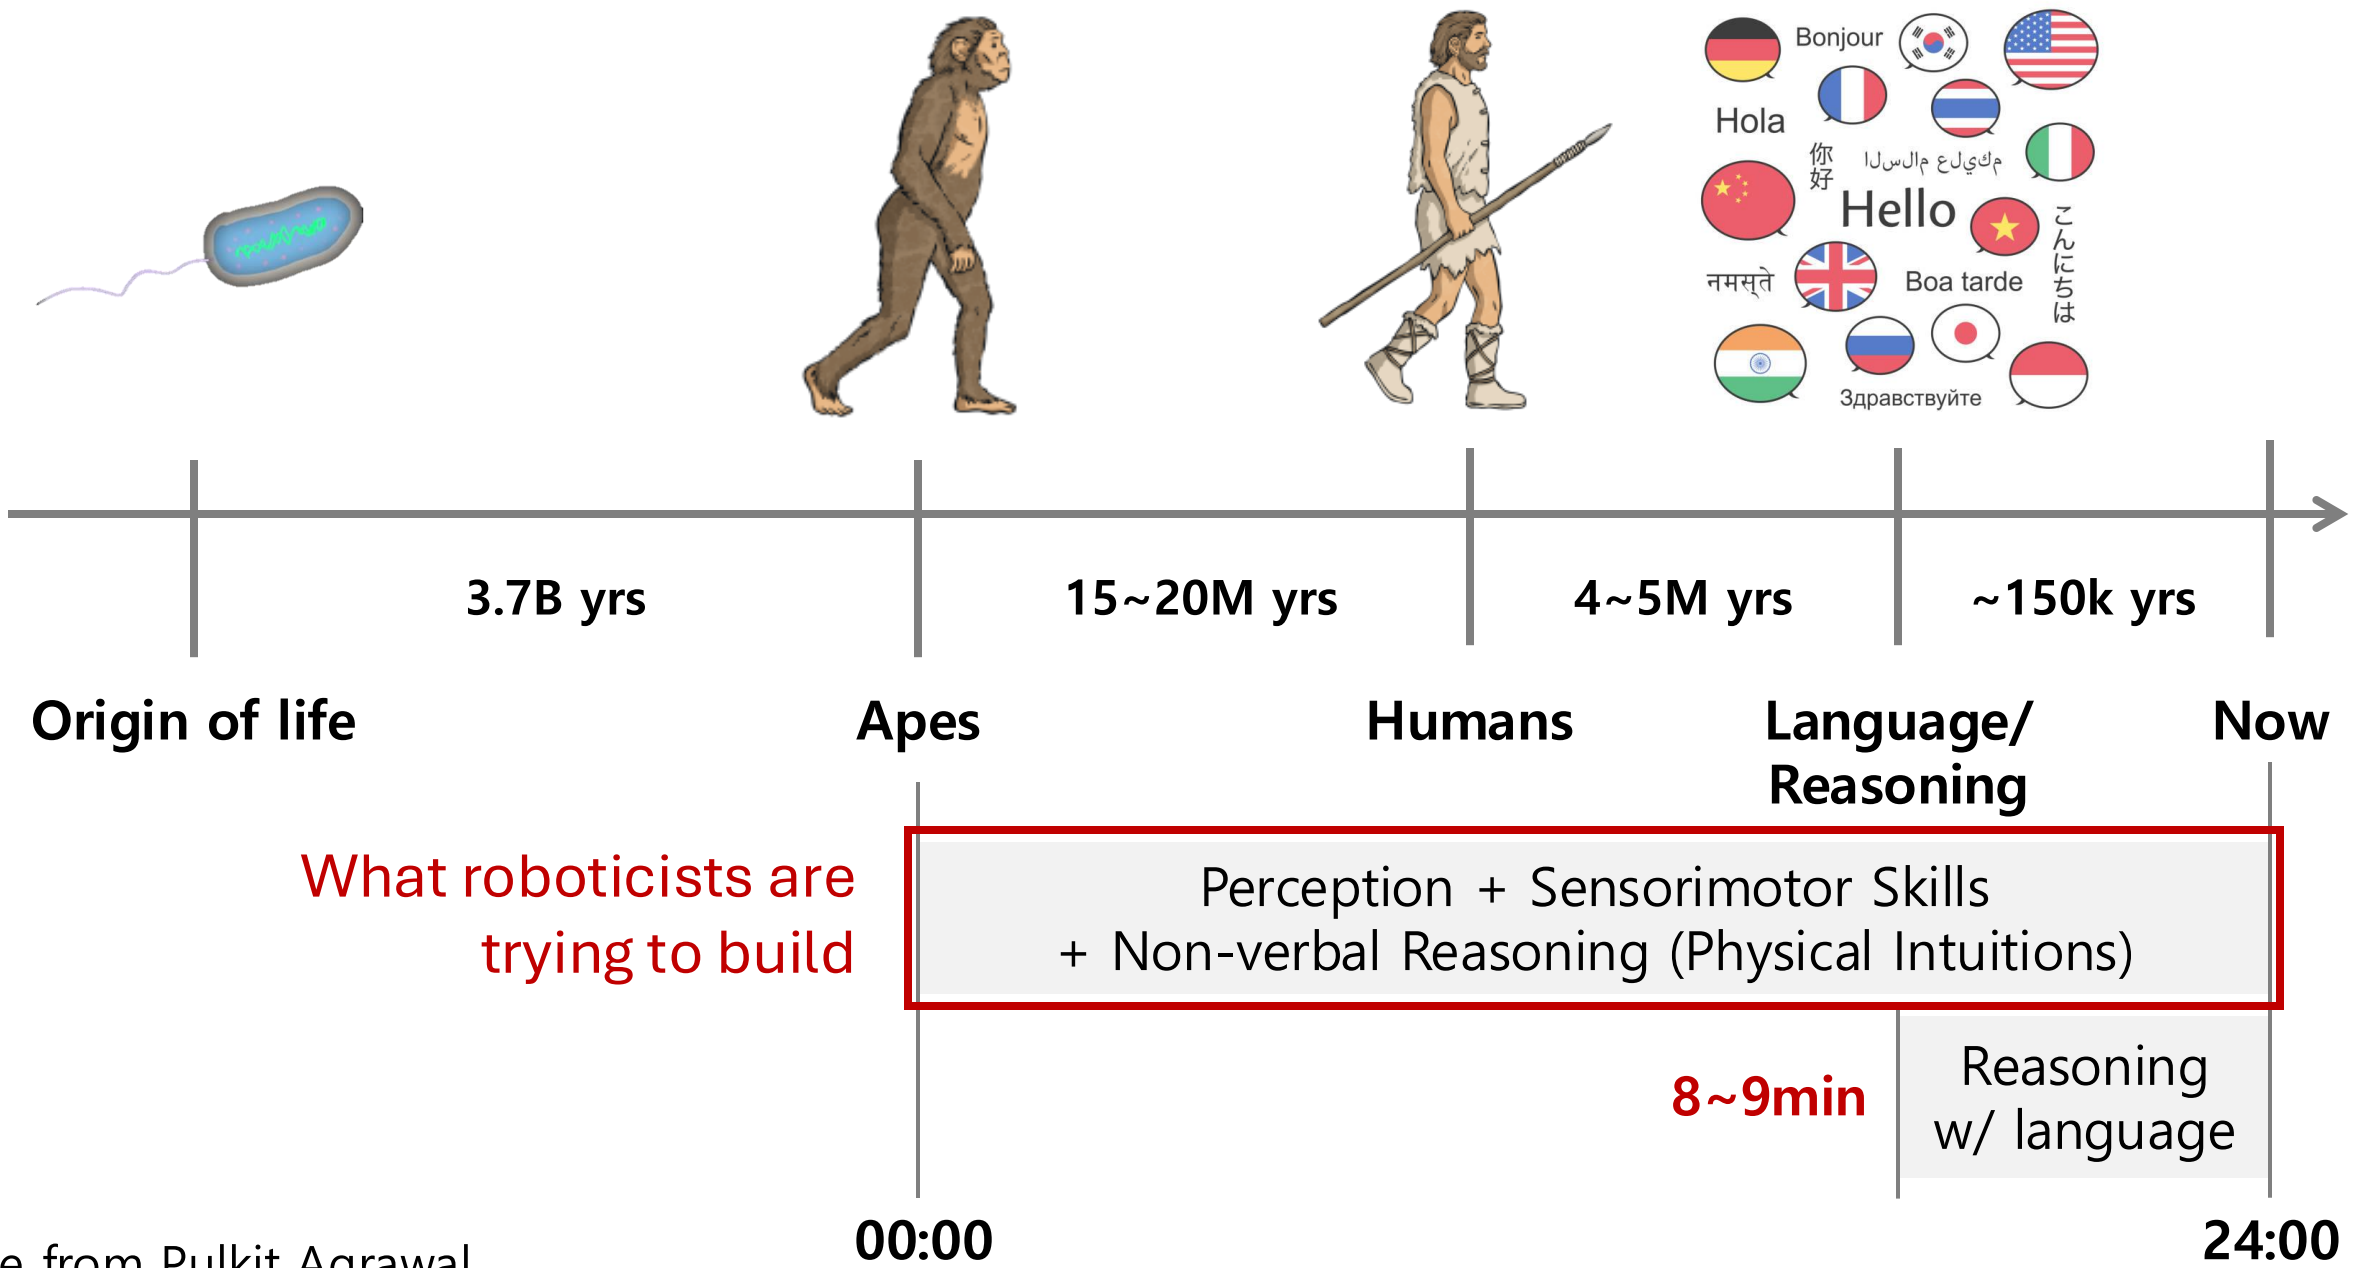 Bonjour
Hola
你好
السلام عليكم
Hello
こんにちは
नमस्ते
Boa tarde
Здравствуйте
3.7B yrs
15~20M yrs
4~5M yrs
~150k yrs
Origin of life
Apes
Humans
Language/
Reasoning
Now
What roboticists are
trying to build
Perception + Sensorimotor Skills
+ Non-verbal Reasoning (Physical Intuitions)
8~9min
Reasoning
w/ language
00:00
24:00
e from Pulkit Agrawal